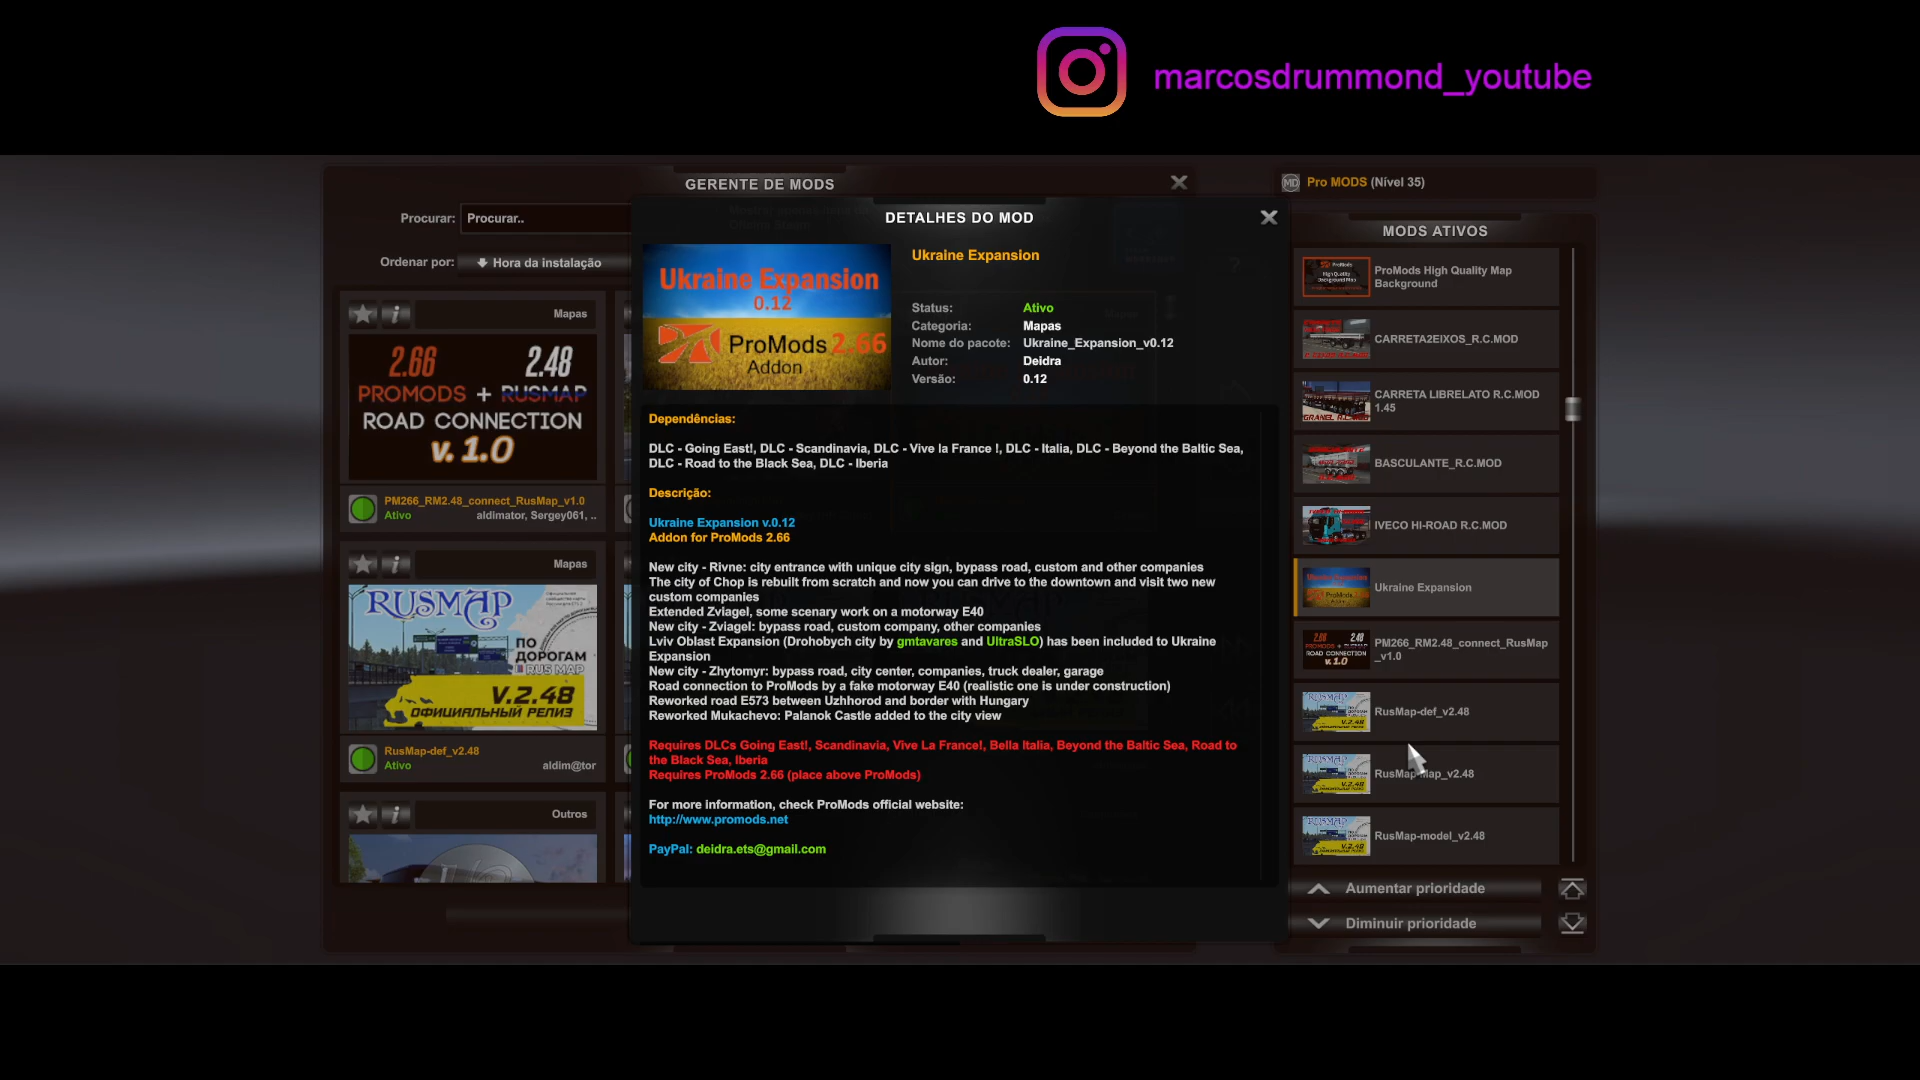 marcosdrummond_youtube
GERENTE DE MODS
Procurar:
Procurar..
Ordenar por:
Hora da instalação
Mapas
2.66 2.48
PROMODS + RUSMAP
ROAD CONNECTION
v. 1.0
PM266_RM2.48_connect_RusMap_v1.0
Ativo
aldimator, Sergey061, ..
Mapas
RUSMAP
ПО
ДОРОГАМ
RUS MAP
V.2.48
ОФИЦИАЛЬНЫЙ РЕЛИЗ
RusMap-def_v2.48
Ativo
aldim@tor
Outros
DETALHES DO MOD
Ukraine Expansion
0.12
ProMods 2.66
Addon
Ukraine Expansion
Status: Ativo
Categoria: Mapas
Nome do pacote: Ukraine_Expansion_v0.12
Autor: Deidra
Versão: 0.12
Dependências:
DLC - Going East!, DLC - Scandinavia, DLC - Vive la France !, DLC - Italia, DLC - Beyond the Baltic Sea,
DLC - Road to the Black Sea, DLC - Iberia
Descrição:
Ukraine Expansion v.0.12
Addon for ProMods 2.66
New city - Rivne: city entrance with unique city sign, bypass road, custom and other companies
The city of Chop is rebuilt from scratch and now you can drive to the downtown and visit two new
custom companies
Extended Zviagel, some scenary work on a motorway E40
New city - Zviagel: bypass road, custom company, other companies
Lviv Oblast Expansion (Drohobych city by gmtavares and UltraSLO) has been included to Ukraine
Expansion
New city - Zhytomyr: bypass road, city center, companies, truck dealer, garage
Road connection to ProMods by a fake motorway E40 (realistic one is under construction)
Reworked road E573 between Uzhhorod and border with Hungary
Reworked Mukachevo: Palanok Castle added to the city view
Requires DLCs Going East!, Scandinavia, Vive La France!, Bella Italia, Beyond the Baltic Sea, Road to
the Black Sea, Iberia
Requires ProMods 2.66 (place above ProMods)
For more information, check ProMods official website:
http://www.promods.net
PayPal: deidra.ets@gmail.com
Pro MODS (Nível 35)
MODS ATIVOS
ProMods High Quality Map
Background
CARRETA2EIXOS_R.C.MOD
CARRETA LIBRELATO R.C.MOD
1.45
BASCULANTE_R.C.MOD
IVECO HI-ROAD R.C.MOD
Ukraine Expansion
PM266_RM2.48_connect_RusMap
_v1.0
RusMap-def_v2.48
RusMap-map_v2.48
RusMap-model_v2.48
Aumentar prioridade
Diminuir prioridade